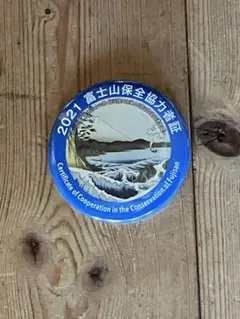 2021 富士山保全協力者証
Certificate of Cooperation in the Conservation of Fujisan